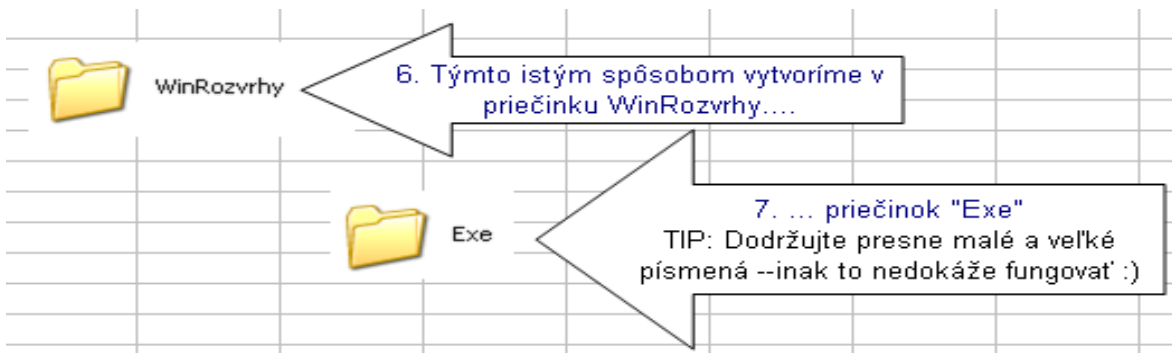 WinRozvrhy
6. Týmto istým spôsobom vytvoríme v
priečinku WinRozvrhy....
Exe
7. ... priečinok "Exe"
TIP: Dodržujte presne malé a veľké
písmená --inak to nedokáže fungovať :)